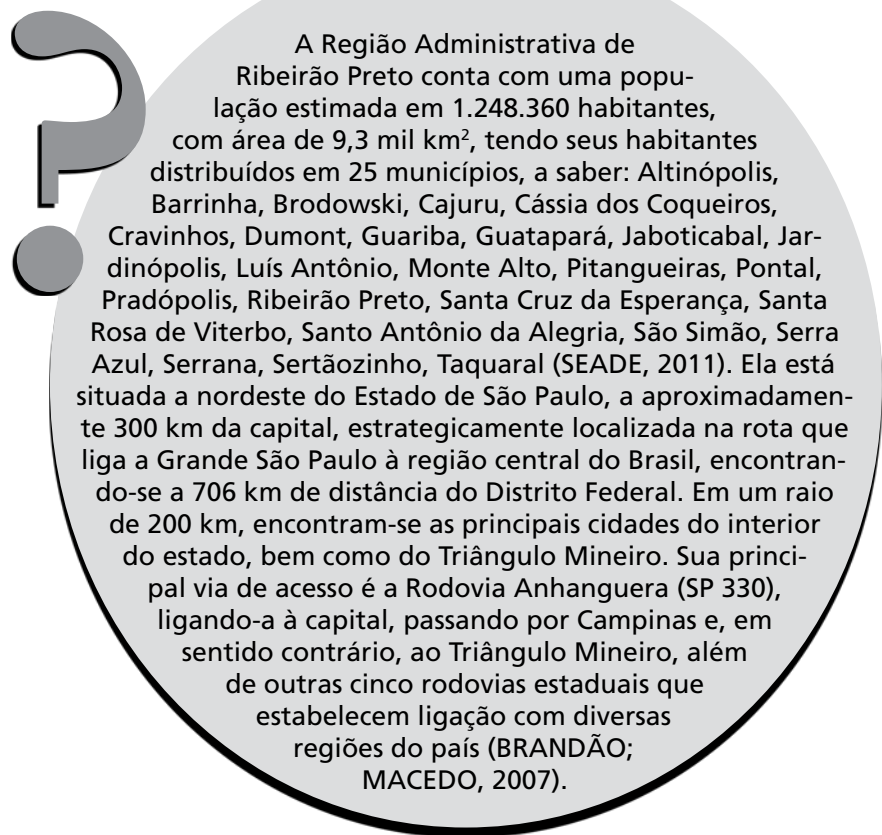 ?
A Região Administrativa de
Ribeirão Preto conta com uma popu-
lação estimada em 1.248.360 habitantes,
com área de 9,3 mil km², tendo seus habitantes
distribuídos em 25 municípios, a saber: Altinópolis,
Barrinha, Brodowski, Cajuru, Cássia dos Coqueiros,
Cravinhos, Dumont, Guariba, Guatapará, Jaboticabal, Jar-
dinópolis, Luís Antônio, Monte Alto, Pitangueiras, Pontal,
Pradópolis, Ribeirão Preto, Santa Cruz da Esperança, Santa
Rosa de Viterbo, Santo Antônio da Alegria, São Simão, Serra
Azul, Serrana, Sertãozinho, Taquaral (SEADE, 2011). Ela está
situada a nordeste do Estado de São Paulo, a aproximadamen-
te 300 km da capital, estrategicamente localizada na rota que
liga a Grande São Paulo à região central do Brasil, encontran-
do-se a 706 km de distância do Distrito Federal. Em um raio
de 200 km, encontram-se as principais cidades do interior
do estado, bem como do Triângulo Mineiro. Sua princi-
pal via de acesso é a Rodovia Anhanguera (SP 330),
ligando-a à capital, passando por Campinas e, em
sentido contrário, ao Triângulo Mineiro, além
de outras cinco rodovias estaduais que
estabelecem ligação com diversas
regiões do país (BRANDÃO;
MACEDO, 2007).